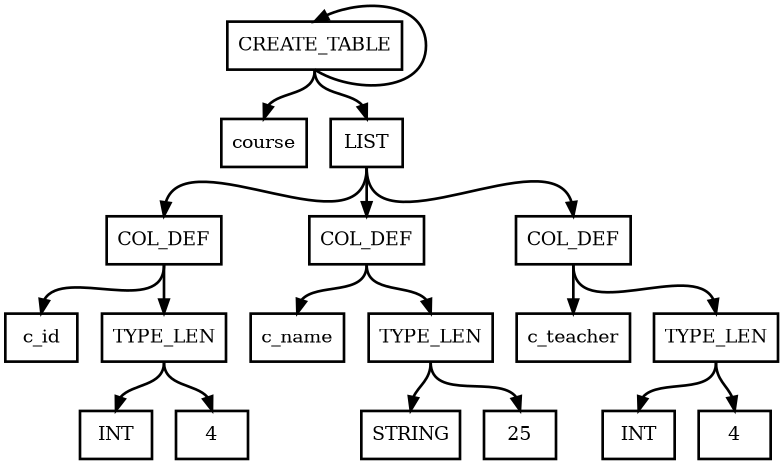 CREATE_TABLE
course
LIST
COL_DEF
COL_DEF
COL_DEF
c_id
TYPE_LEN
c_name
TYPE_LEN
c_teacher
TYPE_LEN
INT
4
STRING
25
INT
4